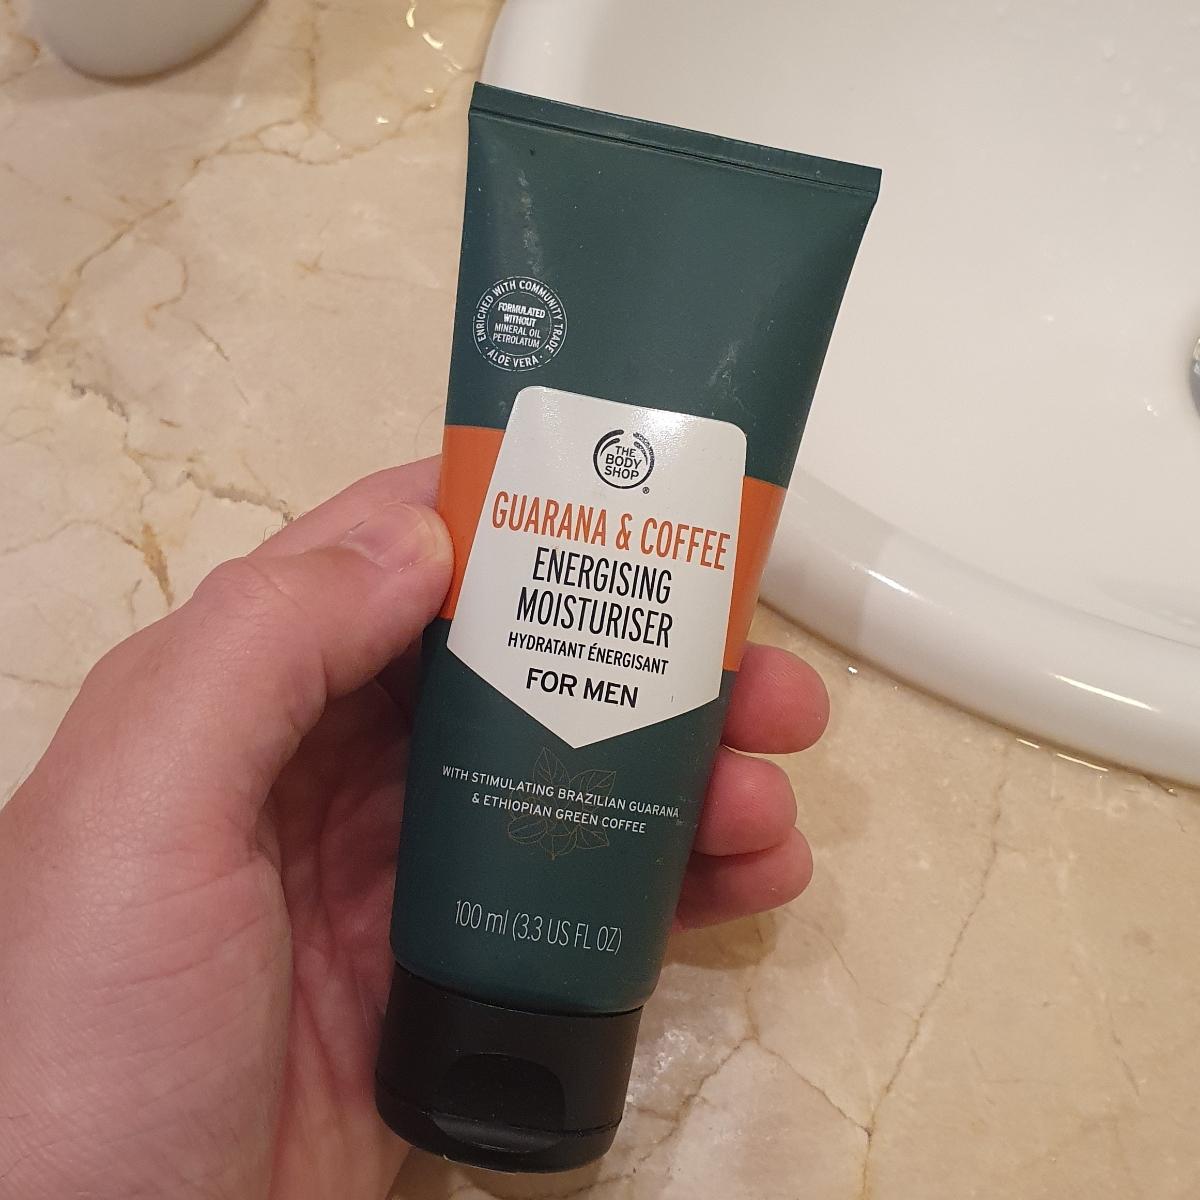 ENRICHED WITH COMMUNITY TRADE
FORMULATED
WITHOUT
MINERAL OIL
PETROLATUM
· ALOE VERA ·
THE
BODY
SHOP
®
GUARANA & COFFEE
ENERGISING
MOISTURISER
HYDRATANT ÉNERGISANT
FOR MEN
WITH STIMULATING BRAZILIAN GUARANA
& ETHIOPIAN GREEN COFFEE
100 ml (3.3 US FL OZ)